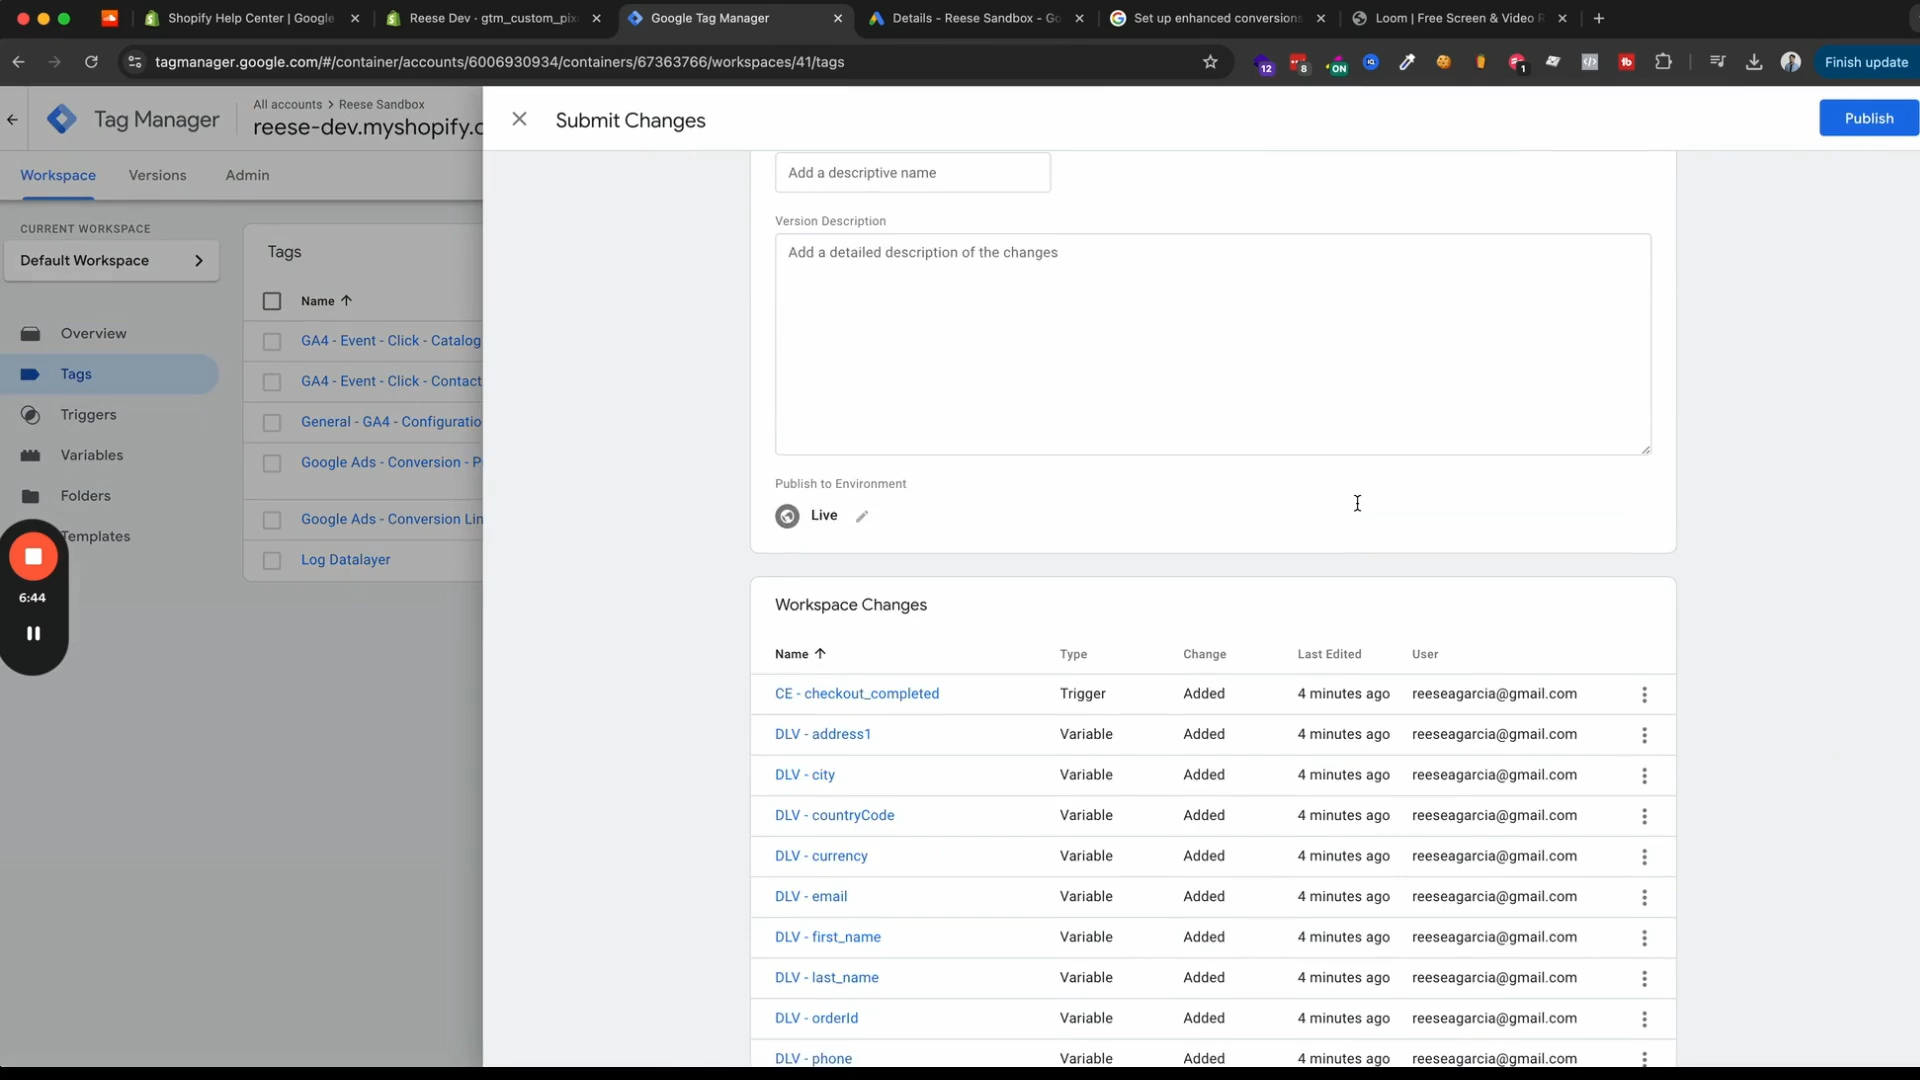 Shopify Help Center | Google
Reese Dev · gtm_custom_pix
Google Tag Manager
Details - Reese Sandbox - Go
Set up enhanced conversions
Loom | Free Screen & Video R
tagmanager.google.com/#/container/accounts/6006930934/containers/67363766/workspaces/41/tags
12
8
ON
1
Finish update
Tag Manager
All accounts > Reese Sandbox
reese-dev.myshopify.c
Submit Changes
Publish
Workspace
Versions
Admin
CURRENT WORKSPACE
Default Workspace
Overview
Tags
Triggers
Variables
Folders
Templates
6:44
Tags
Name
GA4 - Event - Click - Catalog
GA4 - Event - Click - Contact
General - GA4 - Configuratio
Google Ads - Conversion - P
Google Ads - Conversion Lin
Log Datalayer
Add a descriptive name
Version Description
Add a detailed description of the changes
Publish to Environment
Live
Workspace Changes
Name Type Change Last Edited User
CE - checkout_completed Trigger Added 4 minutes ago reeseagarcia@gmail.com
DLV - address1 Variable Added 4 minutes ago reeseagarcia@gmail.com
DLV - city Variable Added 4 minutes ago reeseagarcia@gmail.com
DLV - countryCode Variable Added 4 minutes ago reeseagarcia@gmail.com
DLV - currency Variable Added 4 minutes ago reeseagarcia@gmail.com
DLV - email Variable Added 4 minutes ago reeseagarcia@gmail.com
DLV - first_name Variable Added 4 minutes ago reeseagarcia@gmail.com
DLV - last_name Variable Added 4 minutes ago reeseagarcia@gmail.com
DLV - orderId Variable Added 4 minutes ago reeseagarcia@gmail.com
DLV - phone Variable Added 4 minutes ago reeseagarcia@gmail.com